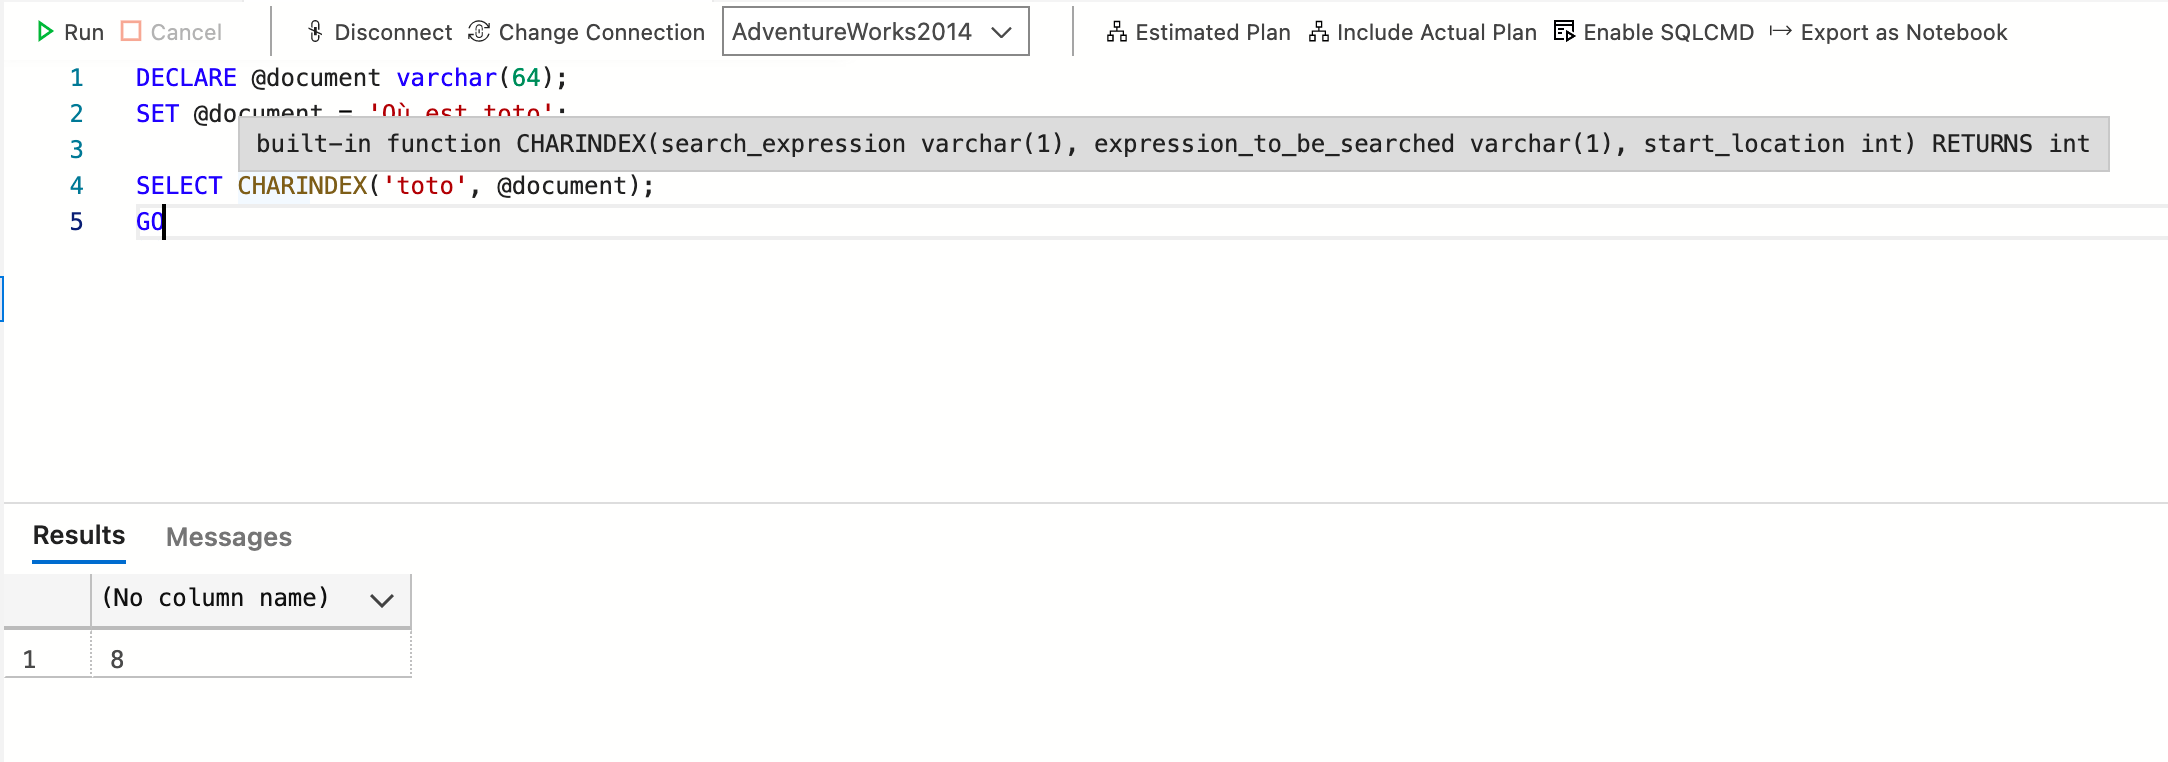 Run Cancel Disconnect Change Connection AdventureWorks2014 Estimated Plan Include Actual Plan Enable SQLCMD Export as Notebook
1 DECLARE @document varchar(64);
2 SET @document = 'Où est toto';
built-in function CHARINDEX(search_expression varchar(1), expression_to_be_searched varchar(1), start_location int) RETURNS int
3
4 SELECT CHARINDEX('toto', @document);
5 GO
Results Messages
(No column name)
1 8